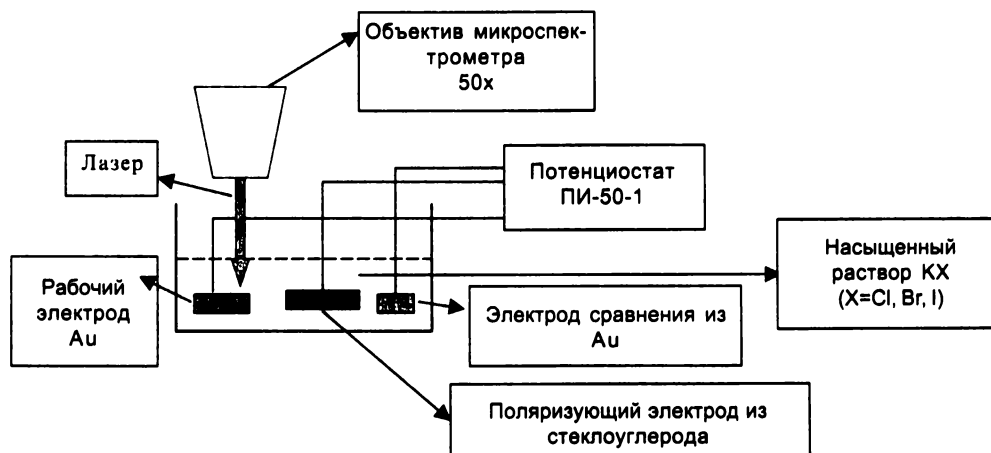 Объектив микроспек-
трометра
50x
Лазер
Потенциостат
ПИ-50-1
Рабочий
электрод
Au
Насыщенный
раствор KX
(X=Cl, Br, I)
Электрод сравнения из
Au
Поляризующий электрод из
стеклоуглерода